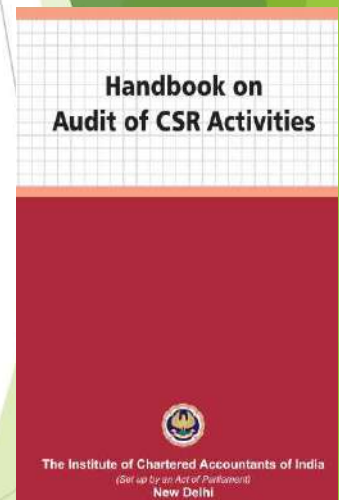 Handbook on
Audit of CSR Activities
The Institute of Chartered Accountants of India
(Set up by an Act of Parliament)
New Delhi